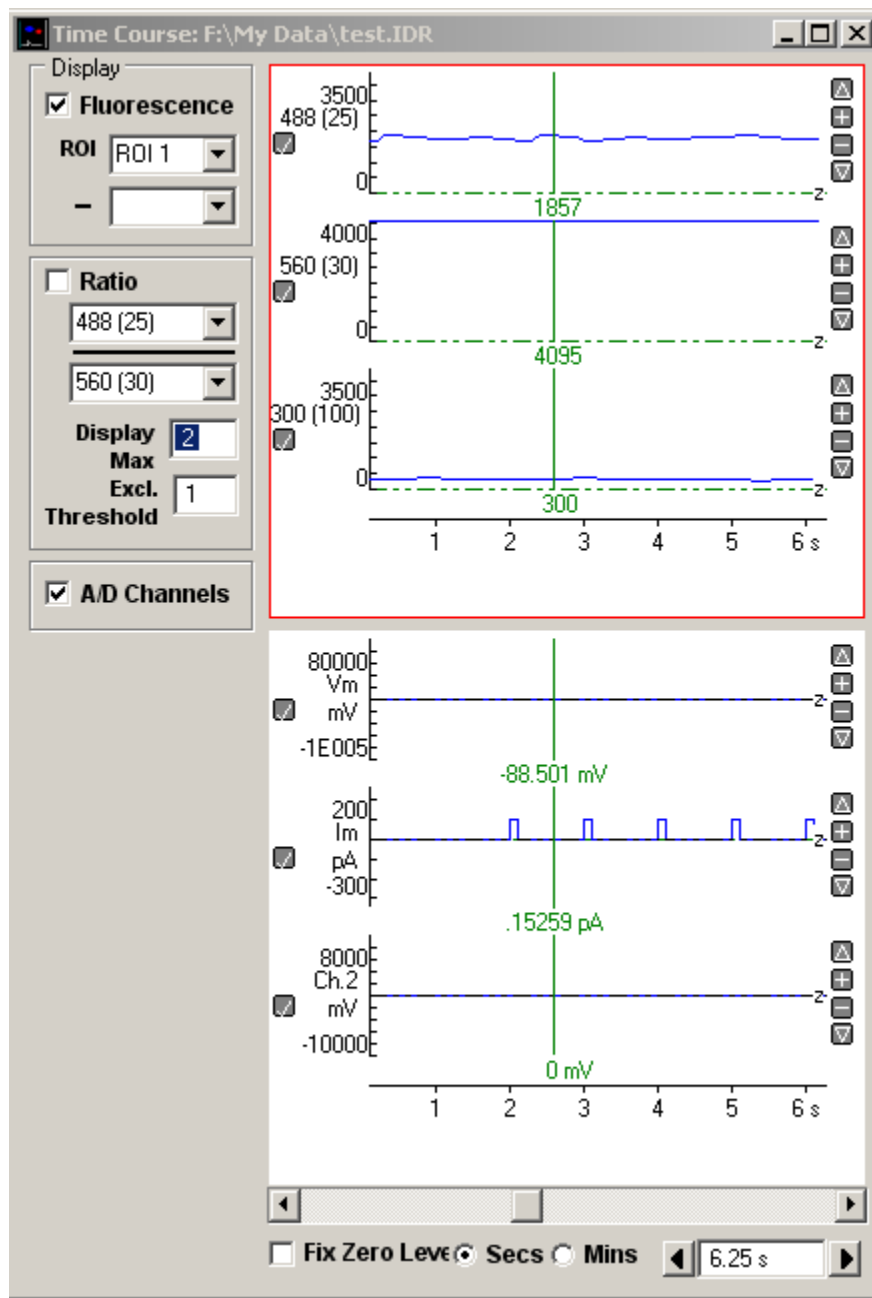 Time Course: F:\My Data\test.IDR
Display
Fluorescence
ROI ROI 1
–
Ratio
488 (25)
560 (30)
Display Max 2
Excl. Threshold 1
A/D Channels
3500
488 (25)
0
z
1857
4000
560 (30)
0
z
4095
3500
300 (100)
0
z
300
1 2 3 4 5 6 s
80000
Vm
mV
-1E005
z
-88.501 mV
200
Im
pA
-300
z
.15259 pA
8000
Ch.2
mV
-10000
z
0 mV
1 2 3 4 5 6 s
Fix Zero Leve Secs Mins 6.25 s